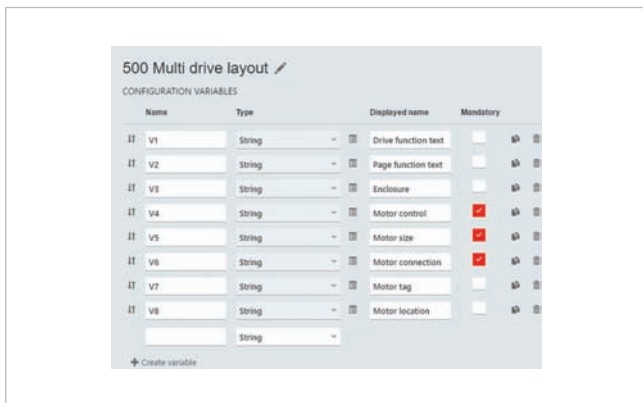 500 Multi drive layout
CONFIGURATION VARIABLES
Name Type Displayed name Mandatory
V1 String Drive function text
V2 String Page function text
V3 String Enclosure
V4 String Motor control
V5 String Motor size
V6 String Motor connection
V7 String Motor tag
V8 String Motor location
String
+ Create variable